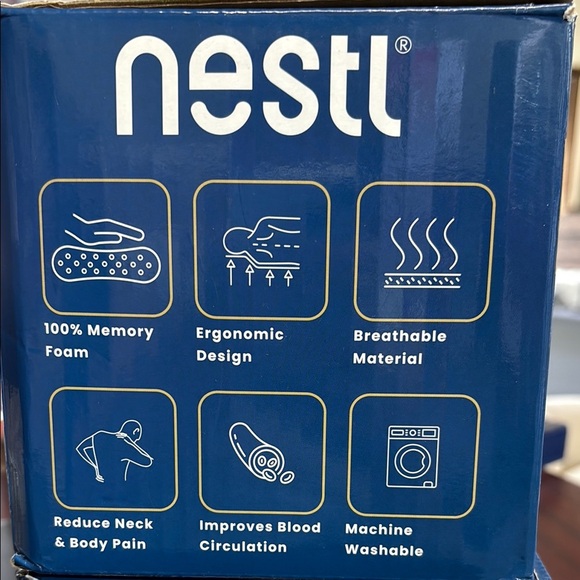 nestl®
100% Memory
Foam
Ergonomic
Design
Breathable
Material
Reduce Neck
& Body Pain
Improves Blood
Circulation
Machine
Washable